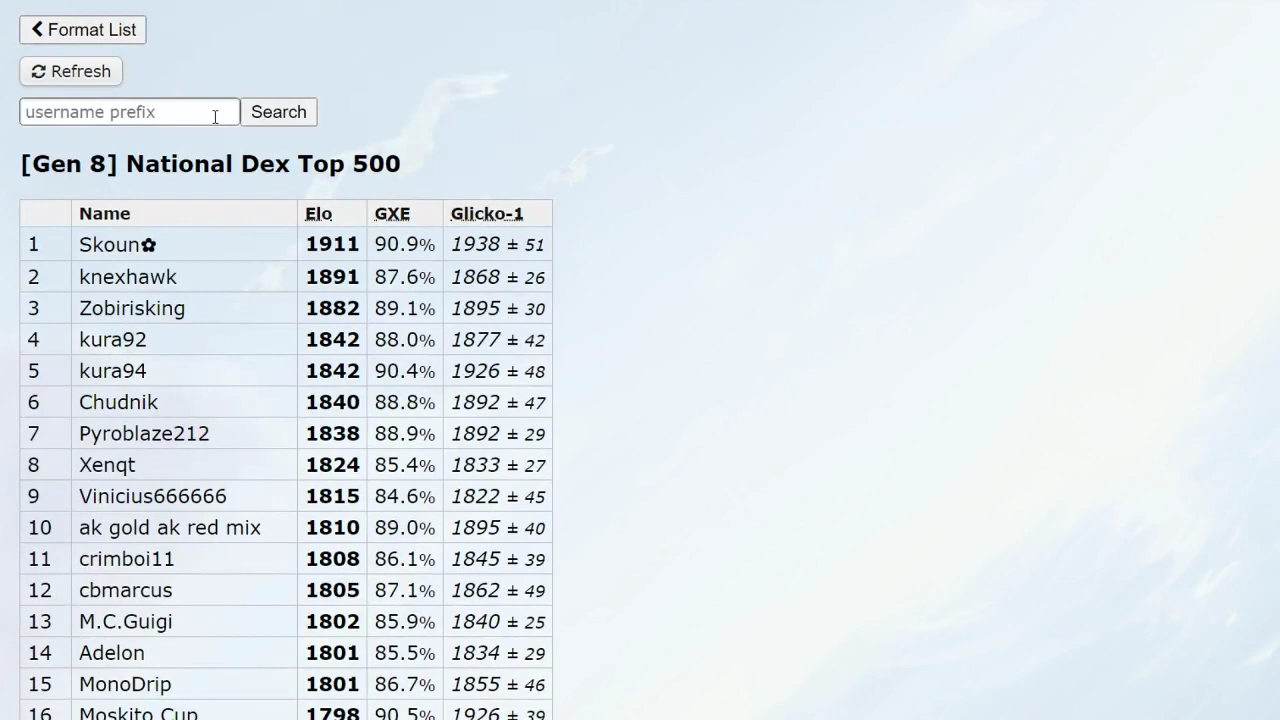 Format List
Refresh
username prefix Search
[Gen 8] National Dex Top 500
Name Elo GXE Glicko-1
1 Skoun✿ 1911 90.9% 1938 ± 51
2 knexhawk 1891 87.6% 1868 ± 26
3 Zobirisking 1882 89.1% 1895 ± 30
4 kura92 1842 88.0% 1877 ± 42
5 kura94 1842 90.4% 1926 ± 48
6 Chudnik 1840 88.8% 1892 ± 47
7 Pyroblaze212 1838 88.9% 1892 ± 29
8 Xenqt 1824 85.4% 1833 ± 27
9 Vinicius666666 1815 84.6% 1822 ± 45
10 ak gold ak red mix 1810 89.0% 1895 ± 40
11 crimboi11 1808 86.1% 1845 ± 39
12 cbmarcus 1805 87.1% 1862 ± 49
13 M.C.Guigi 1802 85.9% 1840 ± 25
14 Adelon 1801 85.5% 1834 ± 29
15 MonoDrip 1801 86.7% 1855 ± 46
16 Moskito Cup 1798 90.5% 1926 ± 39